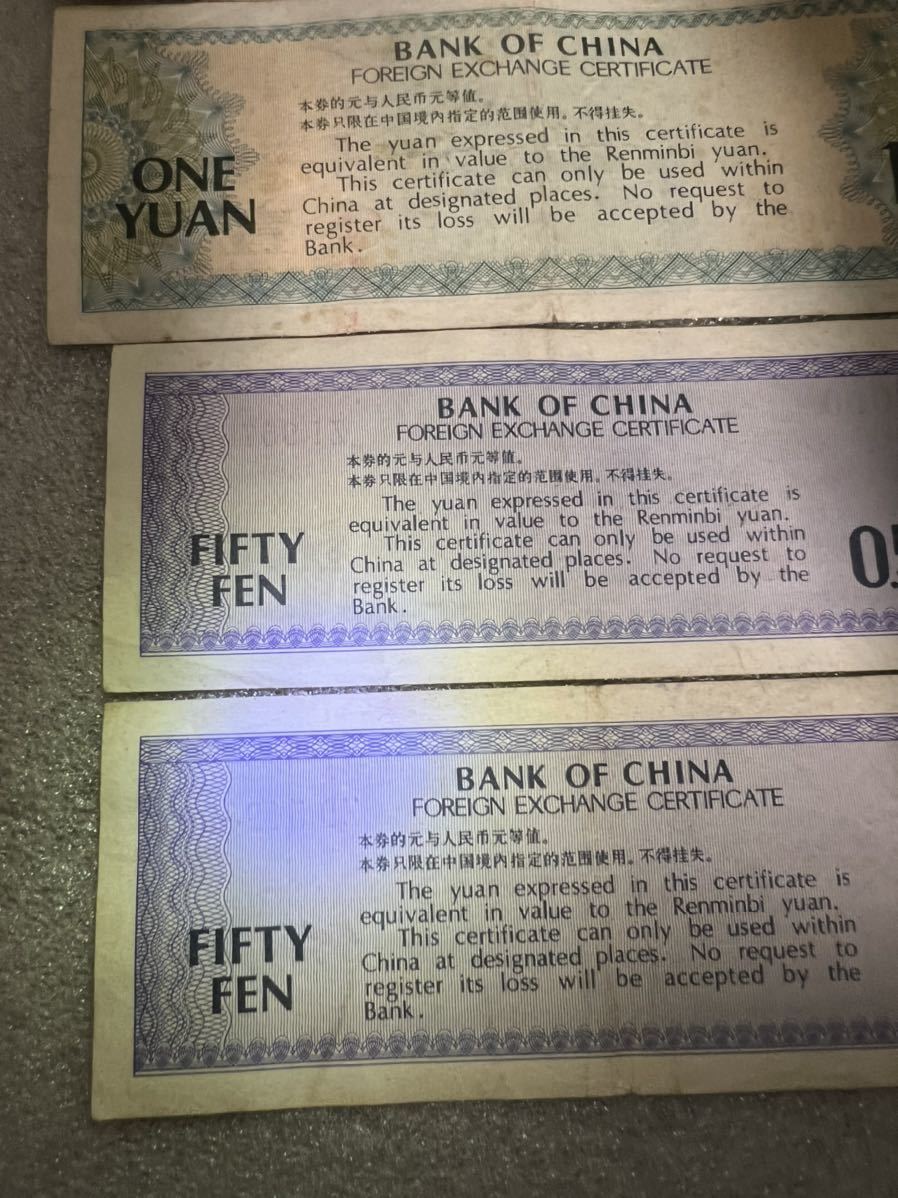 BANK OF CHINA
FOREIGN EXCHANGE CERTIFICATE
本券的元与人民币元等值。
本券只限在中国境内指定的范围使用。不得挂失。
The yuan expressed in this certificate is
equivalent in value to the Renminbi yuan.
This certificate can only be used within
China at designated places. No request to
register its loss will be accepted by the
Bank.
ONE
YUAN
BANK OF CHINA
FOREIGN EXCHANGE CERTIFICATE
本券的元与人民币元等值。
本券只限在中国境内指定的范围使用。不得挂失。
The yuan expressed in this certificate is
equivalent in value to the Renminbi yuan.
This certificate can only be used within
China at designated places. No request to
register its loss will be accepted by the
Bank.
FIFTY
FEN
BANK OF CHINA
FOREIGN EXCHANGE CERTIFICATE
本券的元与人民币元等值。
本券只限在中国境内指定的范围使用。不得挂失。
The yuan expressed in this certificate is
equivalent in value to the Renminbi yuan.
This certificate can only be used within
China at designated places. No request to
register its loss will be accepted by the
Bank.
FIFTY
FEN